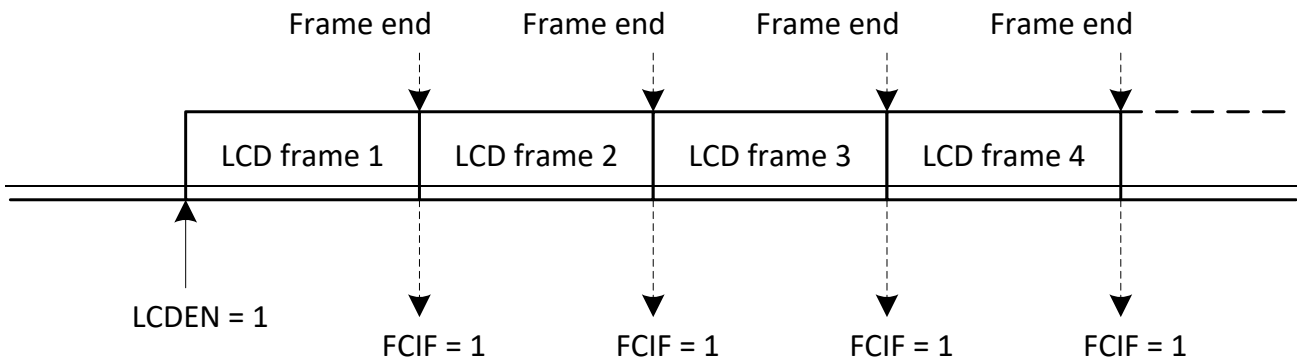 Frame end Frame end Frame end Frame end
LCD frame 1 LCD frame 2 LCD frame 3 LCD frame 4
LCDEN = 1
FCIF = 1 FCIF = 1 FCIF = 1 FCIF = 1